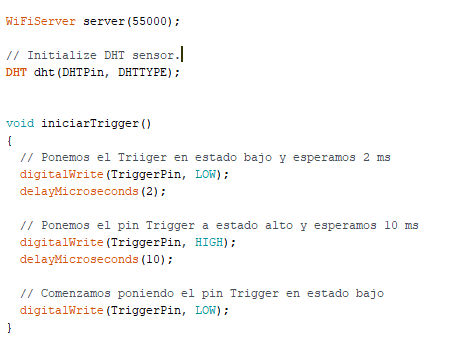 WiFiServer server(55000);
// Initialize DHT sensor.
DHT dht(DHTPin, DHTTYPE);
void iniciarTrigger()
{
// Ponemos el Triiger en estado bajo y esperamos 2 ms
digitalWrite(TriggerPin, LOW);
delayMicroseconds(2);
// Ponemos el pin Trigger a estado alto y esperamos 10 ms
digitalWrite(TriggerPin, HIGH);
delayMicroseconds(10);
// Comenzamos poniendo el pin Trigger en estado bajo
digitalWrite(TriggerPin, LOW);
}